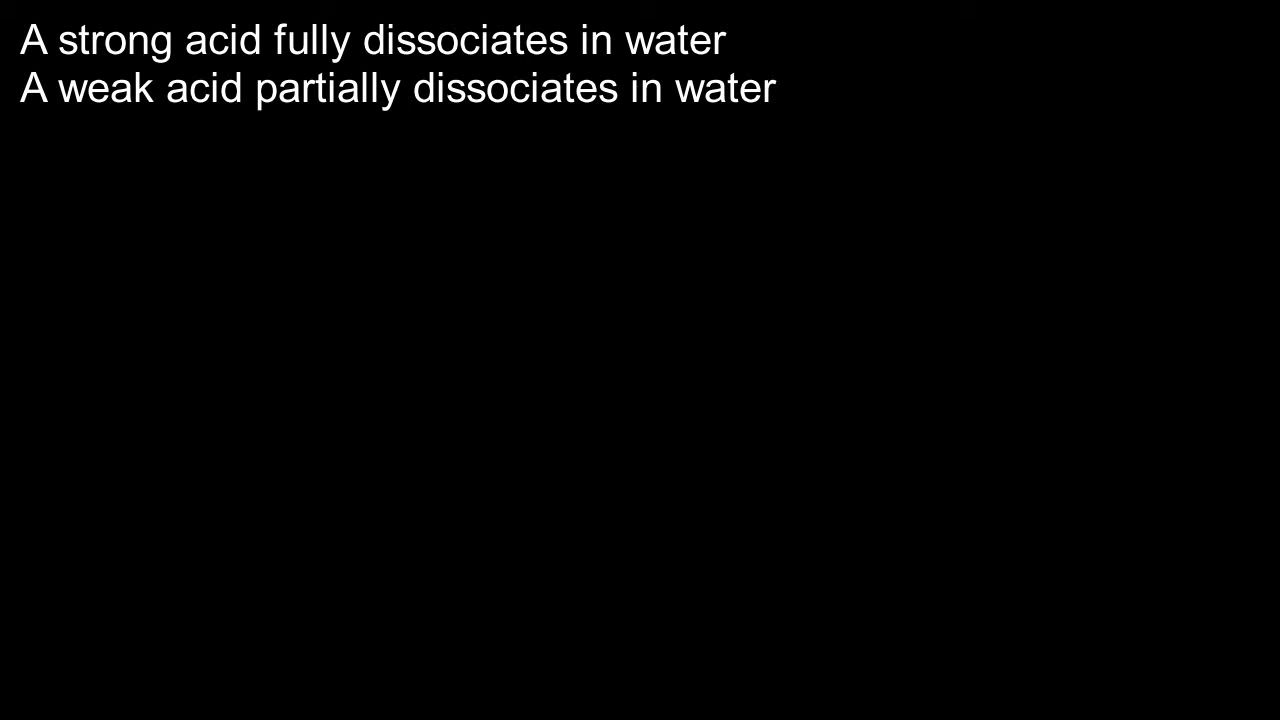 A strong acid fully dissociates in water
A weak acid partially dissociates in water